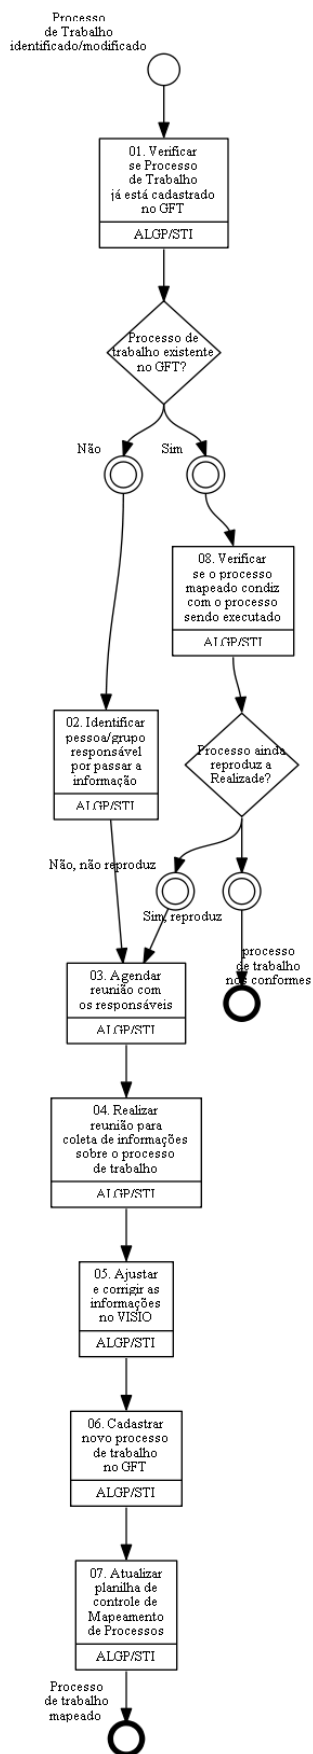 Processo
de Trabalho
identificado/modificado
01. Verificar
se Processo
de Trabalho
já está cadastrado
no GFT
ALGP/STI
Processo de
trabalho existente
no GFT?
Não
Sim
08. Verificar
se o processo
mapeado condiz
com o processo
sendo executado
ALGP/STI
02. Identificar
pessoa/grupo
responsável
por passar a
informação
ALGP/STI
Processo ainda
reproduz a
Realizade?
Não, não reproduz
Sim, reproduz
processo
de trabalho
nos conformes
03. Agendar
reunião com
os responsáveis
ALGP/STI
04. Realizar
reunião para
coleta de informações
sobre o processo
de trabalho
ALGP/STI
05. Ajustar
e corrigir as
informações
no VISIO
ALGP/STI
06. Cadastrar
novo processo
de trabalho
no GFT
ALGP/STI
07. Atualizar
planilha de
controle de
Mapeamento
de Processos
ALGP/STI
Processo
de trabalho
mapeado